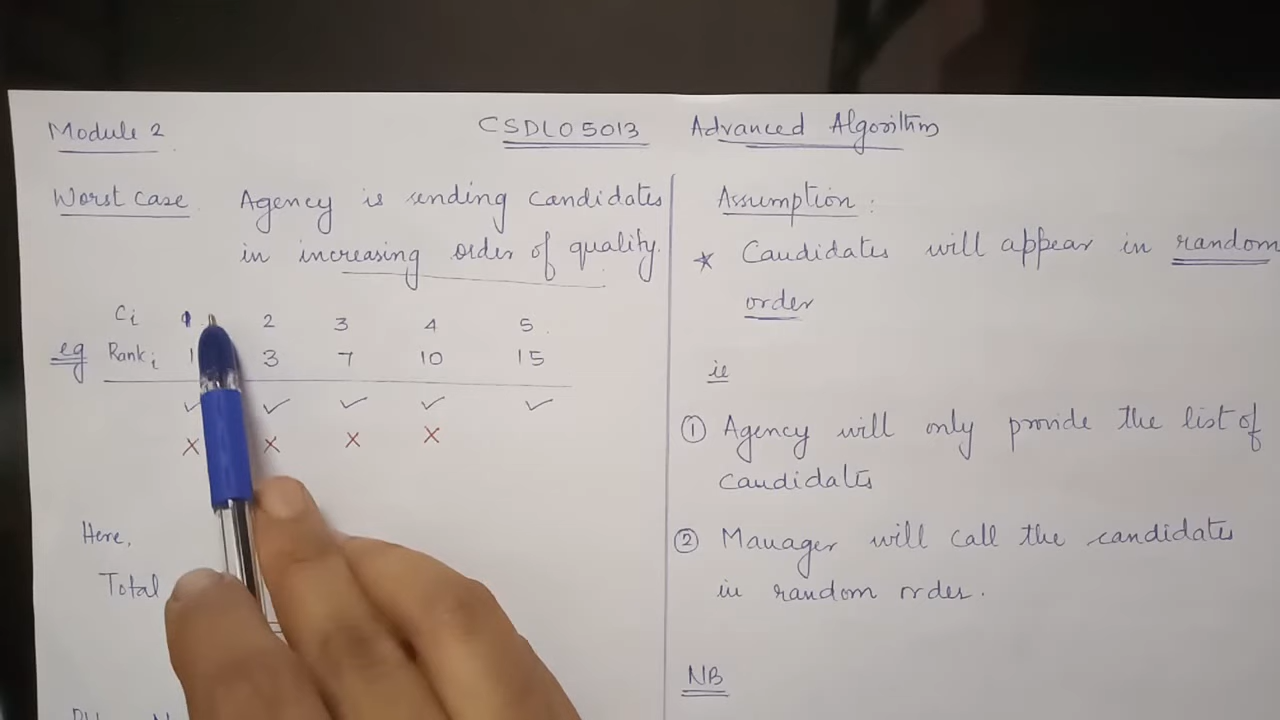 Module 2
CSDLO5013 Advanced Algorithms
Worst case. Agency is sending candidates
in increasing order of quality.
Ci 1 2 3 4 5
eg Ranki 1 3 7 10 15
✓ ✓ ✓ ✓ ✓
X X X X
Here,
Total
Assumption:
* Candidates will appear in random
order
ie
① Agency will only provide the list of
candidates
② Manager will call the candidates
in random order.
NB